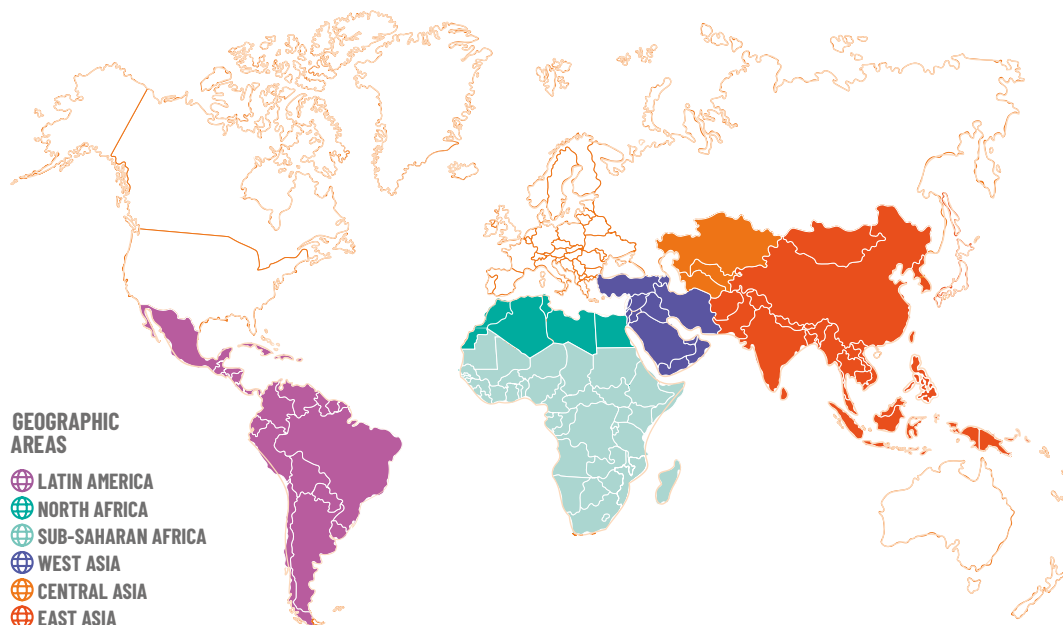 GEOGRAPHIC
AREAS
LATIN AMERICA
NORTH AFRICA
SUB-SAHARAN AFRICA
WEST ASIA
CENTRAL ASIA
EAST ASIA